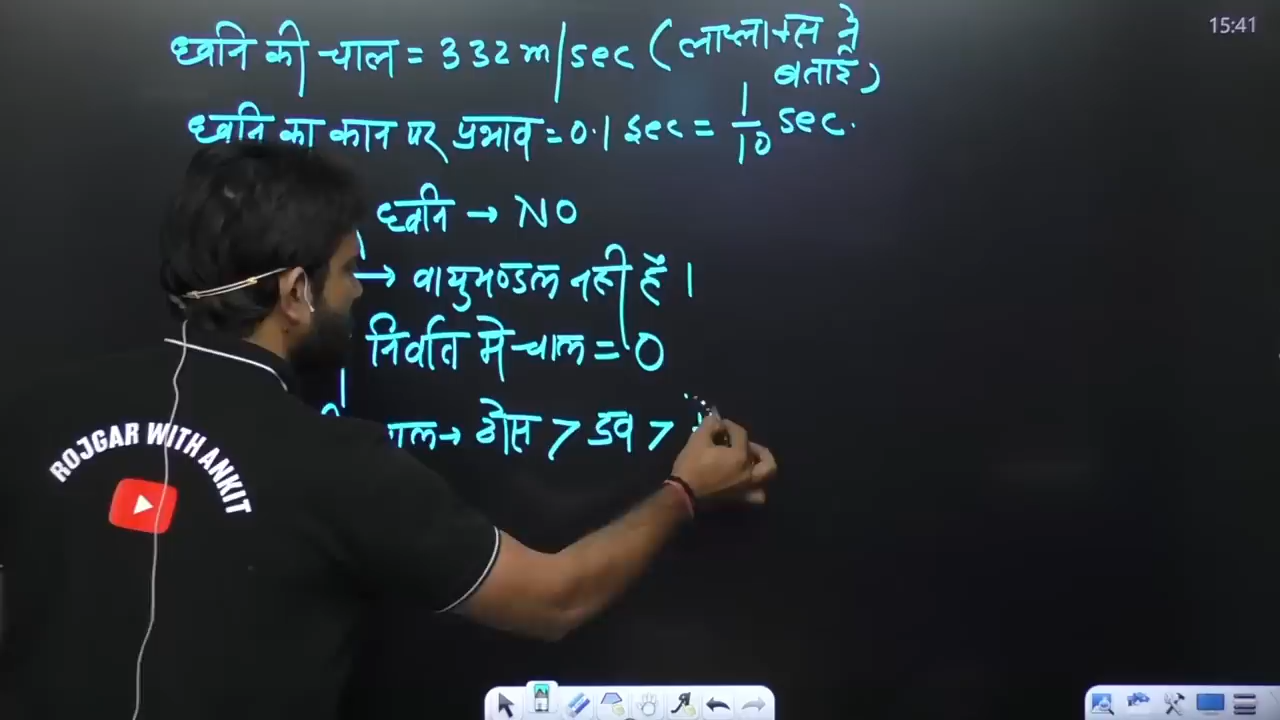 15:41
ध्वनि की चाल = 332 m/sec (लाप्लास ने
बताई)
ध्वनि का कान पर प्रभाव = 0.1 sec = 1/10 sec.
ध्वनि → NO
→ वायुमण्डल नहीं हैं ।
निर्वात मे चाल = 0
→ ठोस > द्रव >
ROJGAR WITH ANKIT